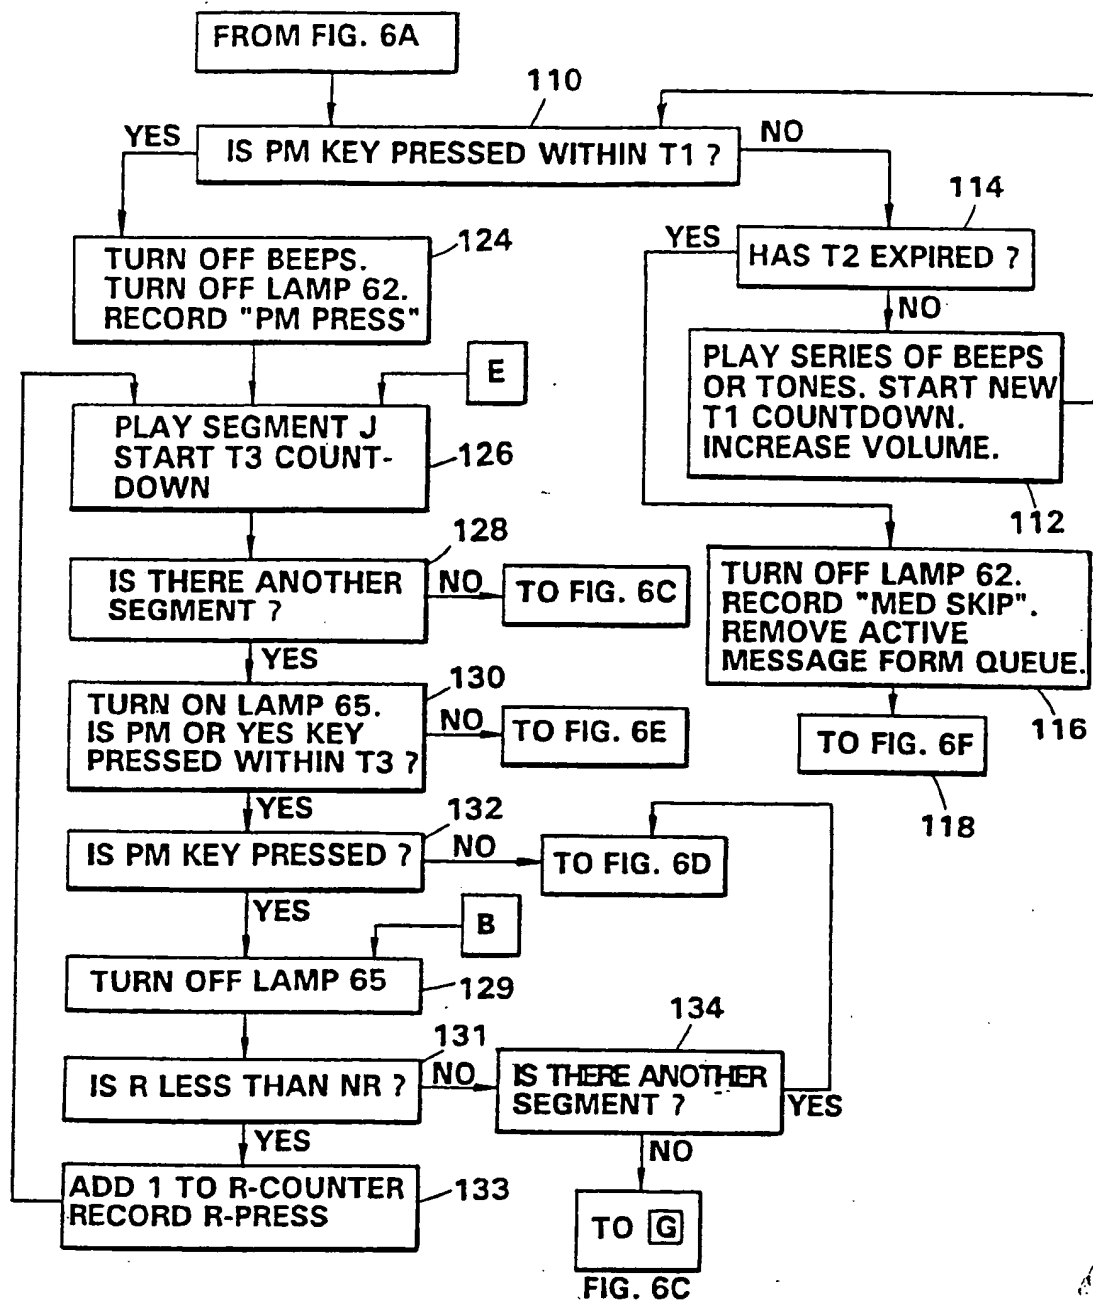 FROM FIG. 6A
110
YES
IS PM KEY PRESSED WITHIN T1 ?
NO
124
TURN OFF BEEPS.
TURN OFF LAMP 62.
RECORD "PM PRESS"
114
YES
HAS T2 EXPIRED ?
NO
PLAY SERIES OF BEEPS
OR TONES. START NEW
T1 COUNTDOWN.
INCREASE VOLUME.
112
E
PLAY SEGMENT J
START T3 COUNT-
DOWN
126
128
IS THERE ANOTHER
SEGMENT ?
NO
TO FIG. 6C
YES
TURN OFF LAMP 62.
RECORD "MED SKIP".
REMOVE ACTIVE
MESSAGE FORM QUEUE.
116
TO FIG. 6F
118
130
TURN ON LAMP 65.
IS PM OR YES KEY
PRESSED WITHIN T3 ?
NO
TO FIG. 6E
YES
132
IS PM KEY PRESSED ?
NO
TO FIG. 6D
YES
B
TURN OFF LAMP 65
129
131
IS R LESS THAN NR ?
NO
134
IS THERE ANOTHER
SEGMENT ?
YES
YES
NO
ADD 1 TO R-COUNTER
RECORD R-PRESS
133
TO G
FIG. 6C